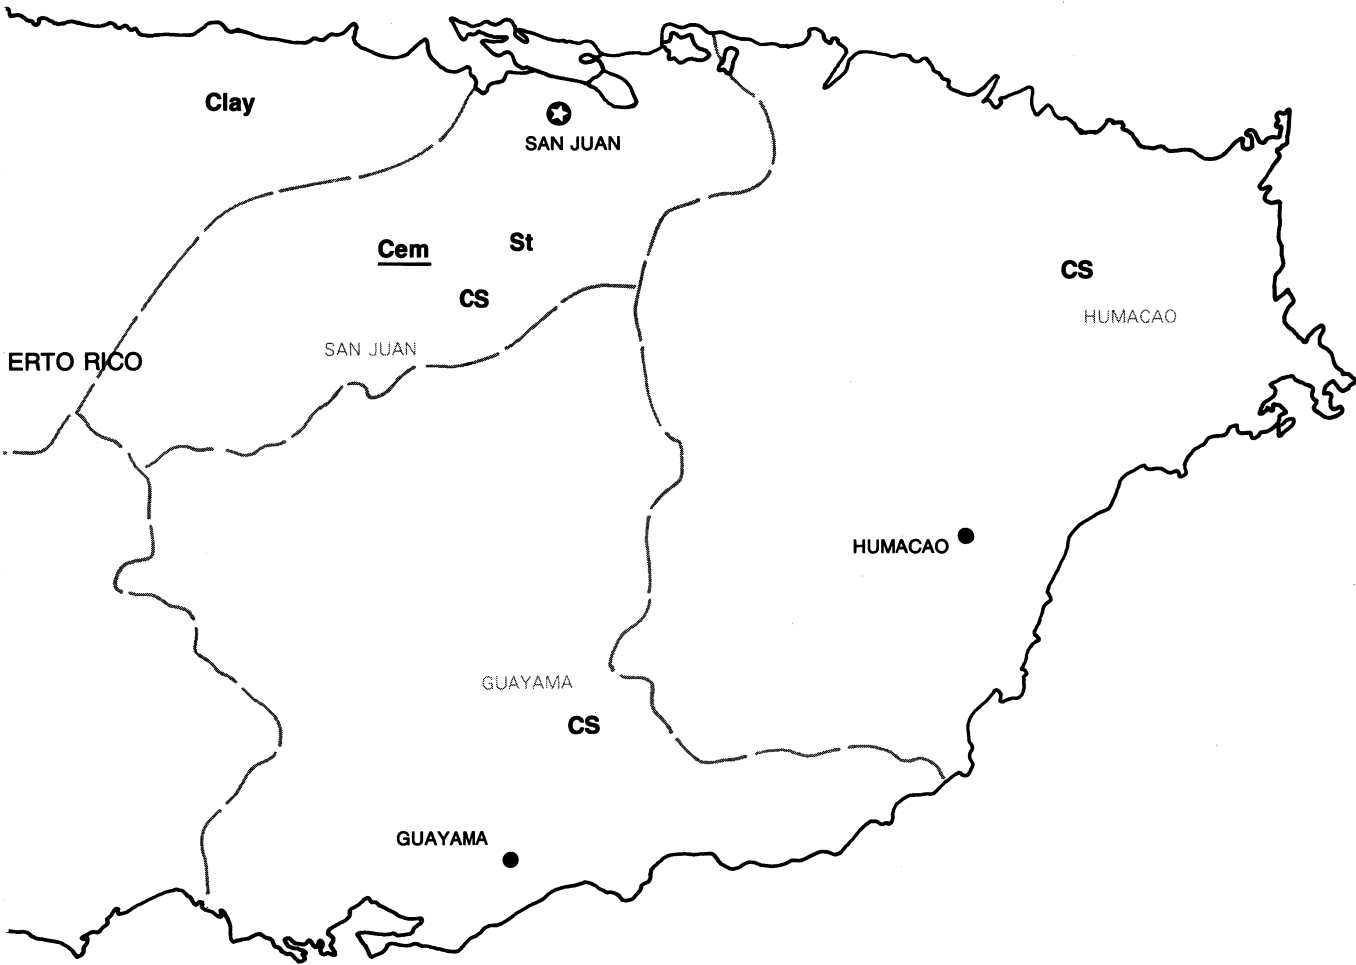 Clay
SAN JUAN
St
Cem
CS
CS
HUMACAO
SAN JUAN
ERTO RICO
HUMACAO
GUAYAMA
CS
GUAYAMA